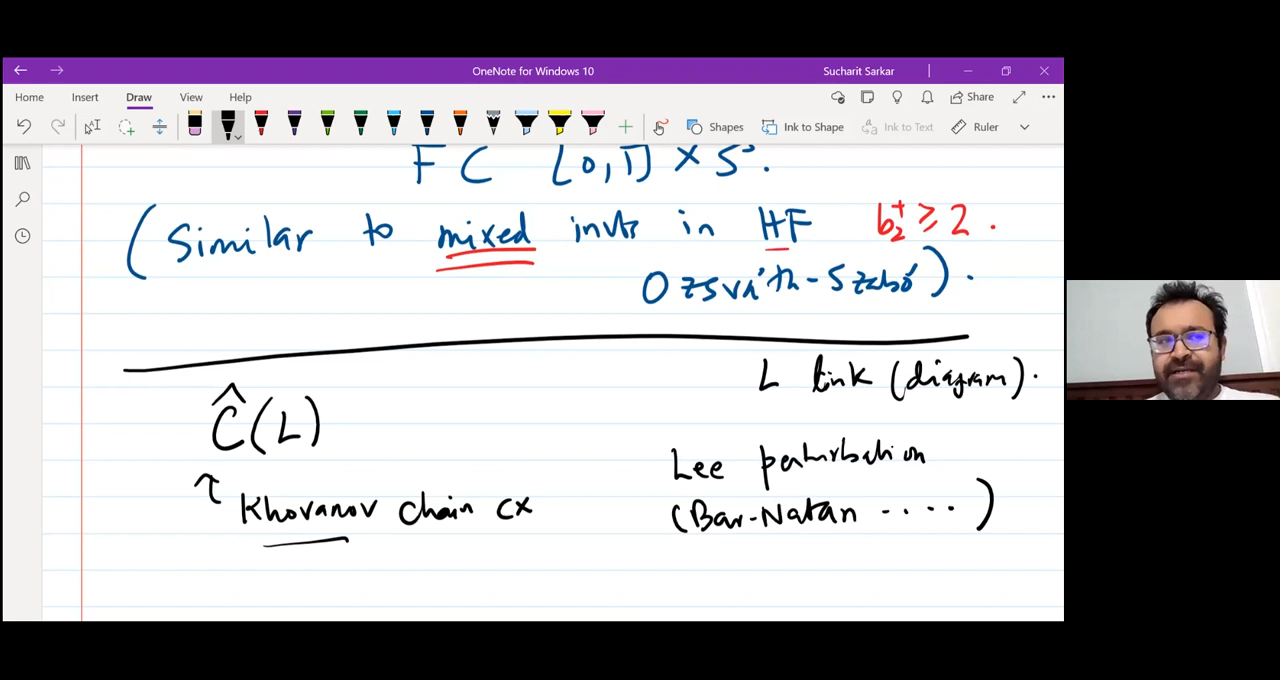 OneNote for Windows 10
Sucharit Sarkar
Home Insert Draw View Help
Share
Shapes
Ink to Shape
Ink to Text
Ruler
F ⊂ [0,1] × S³.
(Similar to mixed invts in HF b₂⁺ ≥ 2.
Ozsváth-Szabó).
L link (diagram).
Ĉ(L)
Lee perturbation
↑ Khovanov chain cx
(Bar-Natan ....)